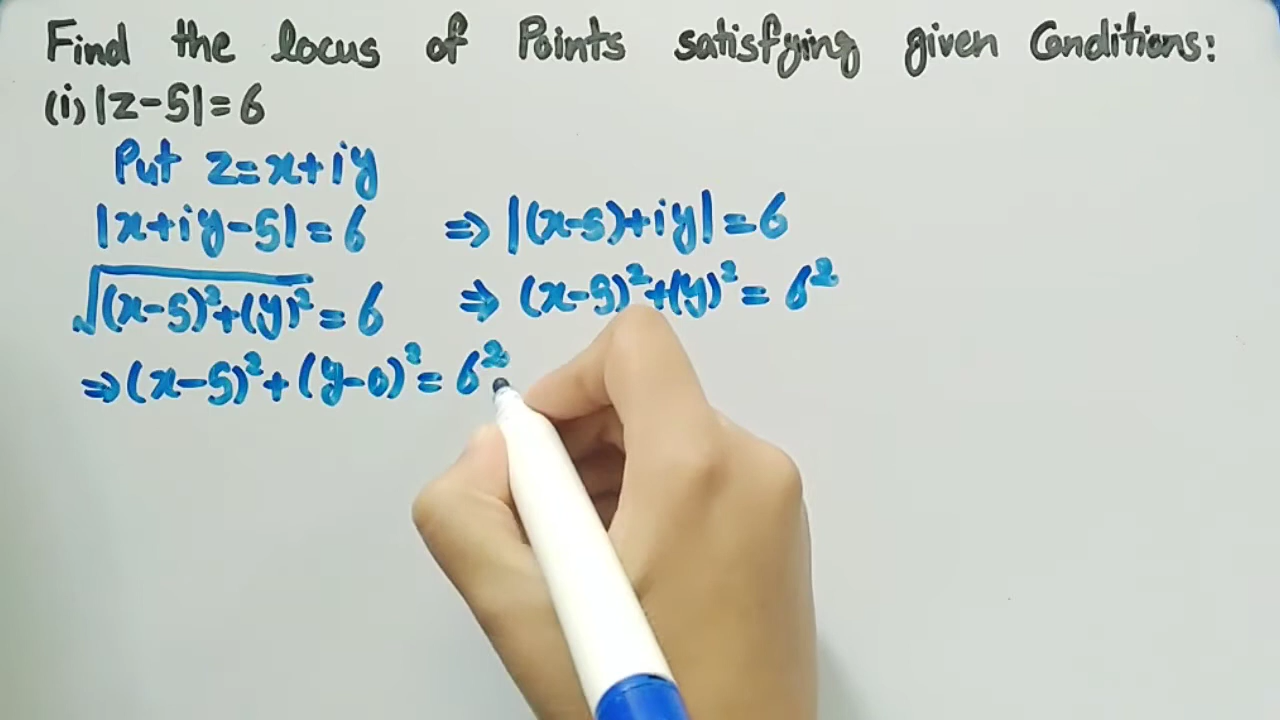 Find the locus of Points satisfying given Conditions:
(i) |z-5|=6
Put z=x+iy
|x+iy-5|=6 ⇒ |(x-5)+iy|=6
√(x-5)²+(y)² = 6 ⇒ (x-5)²+(y)² = 6²
⇒ (x-5)²+(y-0)² = 6²